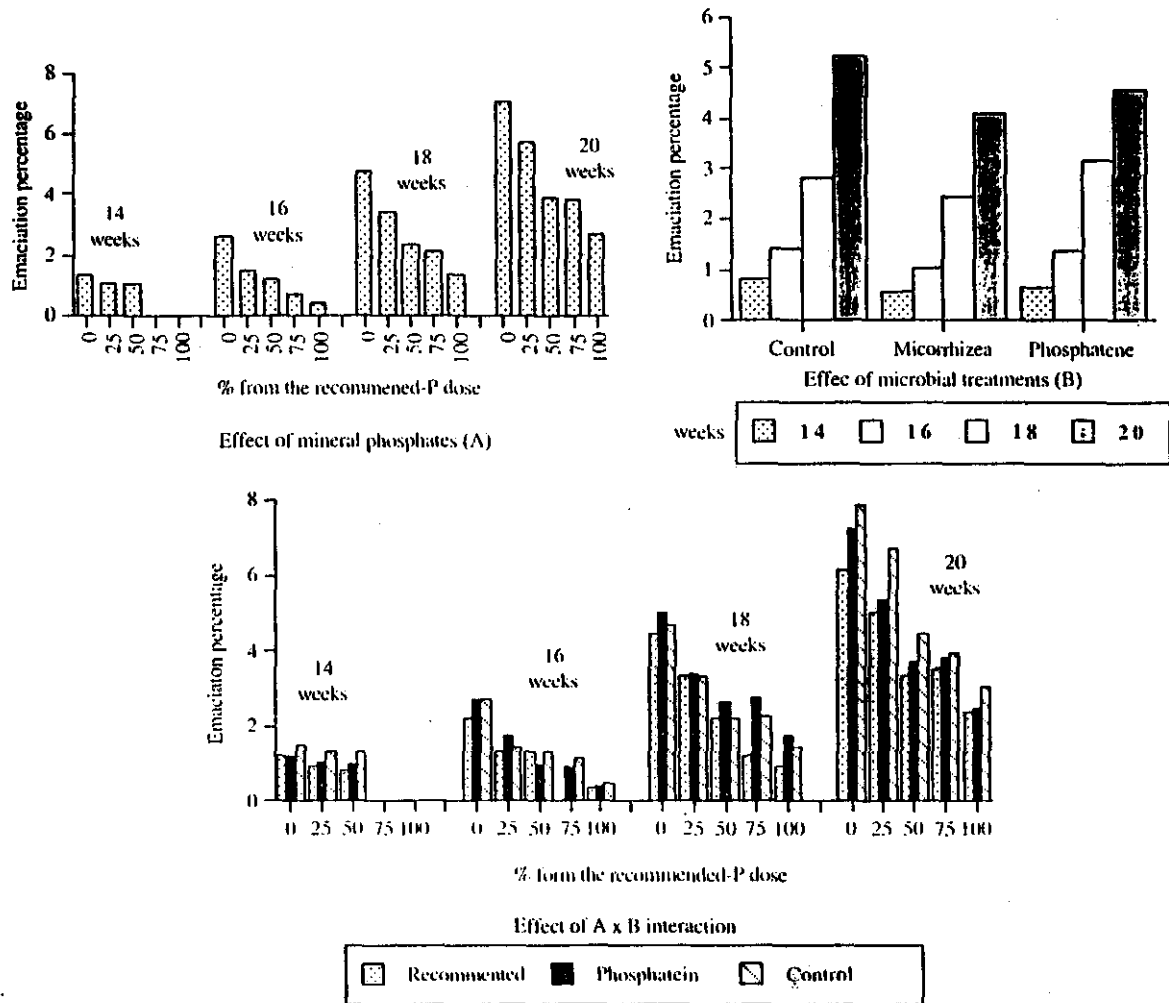 Emaciation percentage
8
6
4
2
0
14
weeks
16
weeks
18
weeks
20
weeks
0 25 50 75 100 0 25 50 75 100 0 25 50 75 100 0 25 50 75 100
% from the recommened-P dose
Effect of mineral phosphates (A)
Emaciation percentage
6
5
4
3
2
1
0
Control Micorrhizea Phosphatene
Effec of microbial treatments (B)
weeks 14 16 18 20
Emaciaton percentage
8
6
4
2
0
14
weeks
16
weeks
18
weeks
20
weeks
0 25 50 75 100 0 25 50 75 100 0 25 50 75 100 0 25 50 75 100
% form the recommended-P dose
Effect of A x B interaction
Recommented Phosphatein Control